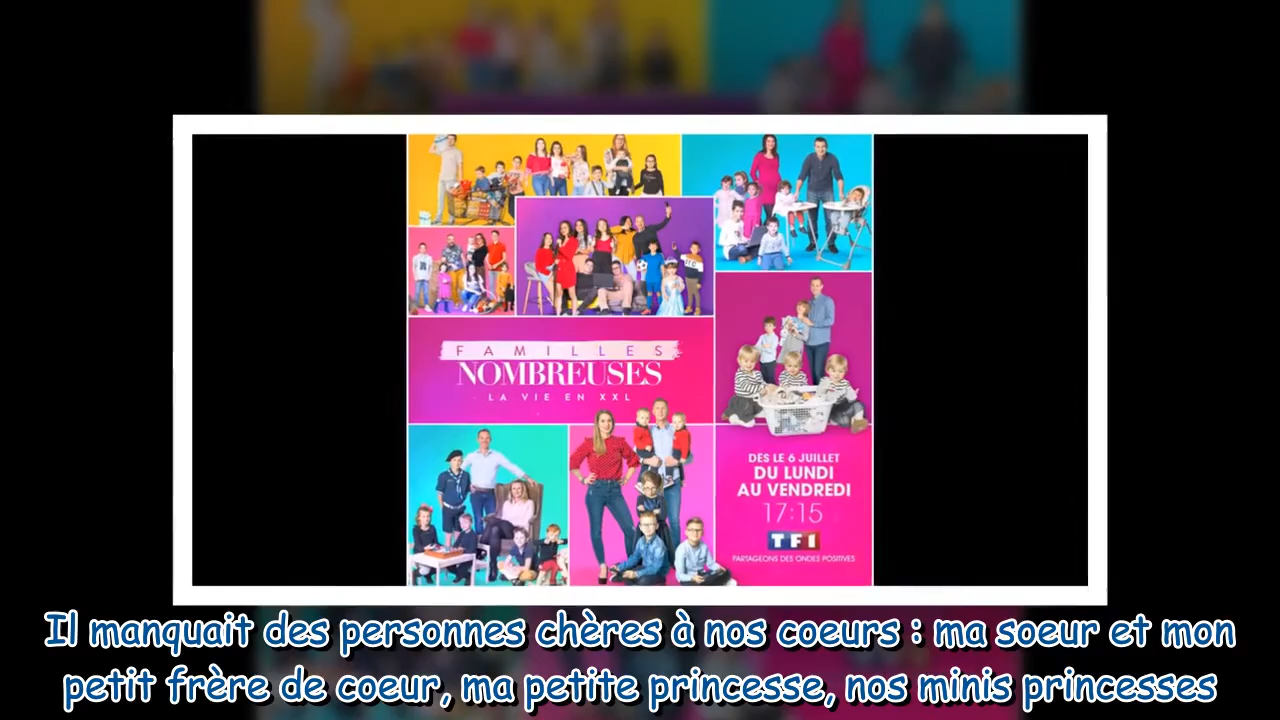 FAMILLES
NOMBREUSES
LA VIE EN XXL
DÈS LE 6 JUILLET
DU LUNDI
AU VENDREDI
17:15
TF1
PARTAGEONS DES ONDES POSITIVES
Il manquait des personnes chères à nos coeurs : ma soeur et mon
petit frère de coeur, ma petite princesse, nos minis princesses